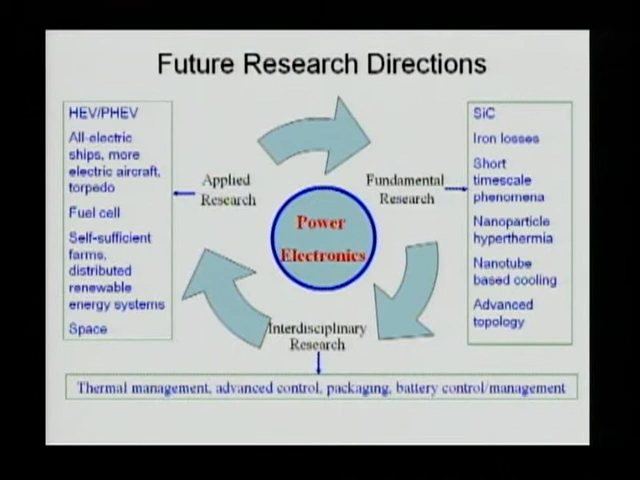 Future Research Directions
HEV/PHEV
All-electric
ships, more
electric aircraft,
torpedo
Fuel cell
Self-sufficient
farms,
distributed
renewable
energy systems
Space
Applied
Research
Power
Electronics
Fundamental
Research
SiC
Iron losses
Short
timescale
phenomena
Nanoparticle
hyperthermia
Nanotube
based cooling
Advanced
topology
Interdisciplinary
Research
Thermal management, advanced control, packaging, battery control/management